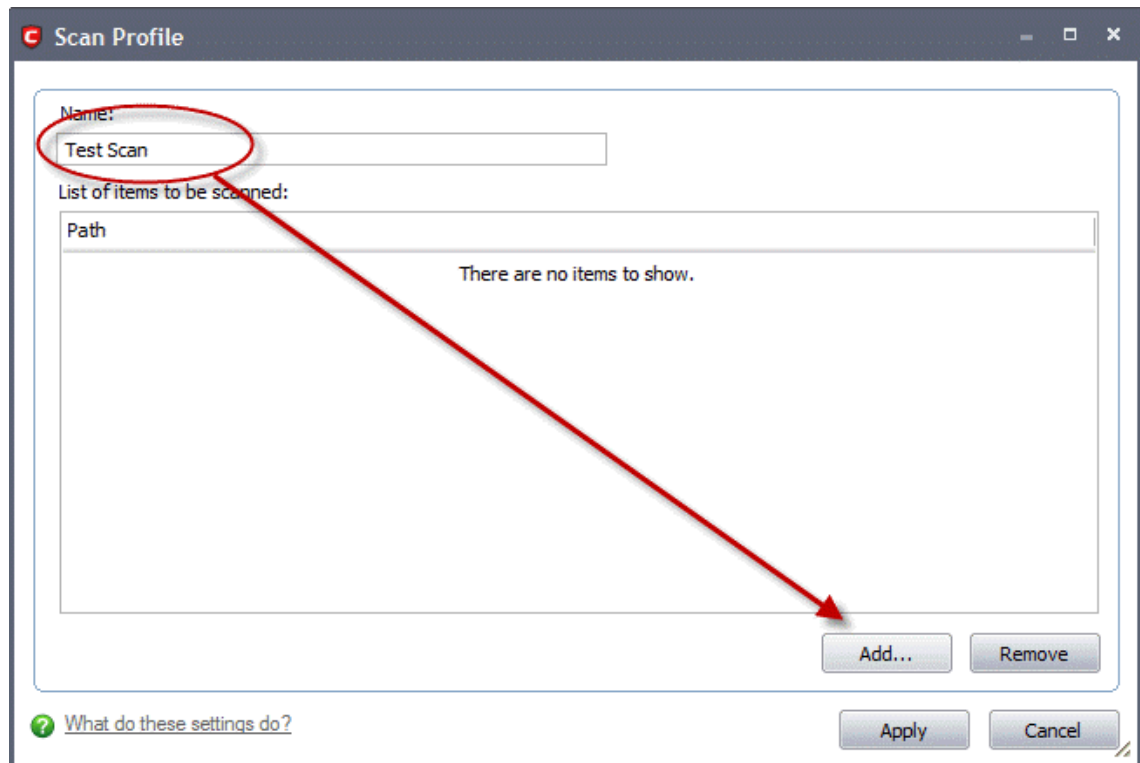 Scan Profile
Name:
Test Scan
List of items to be scanned:
Path
There are no items to show.
Add...
Remove
What do these settings do?
Apply
Cancel